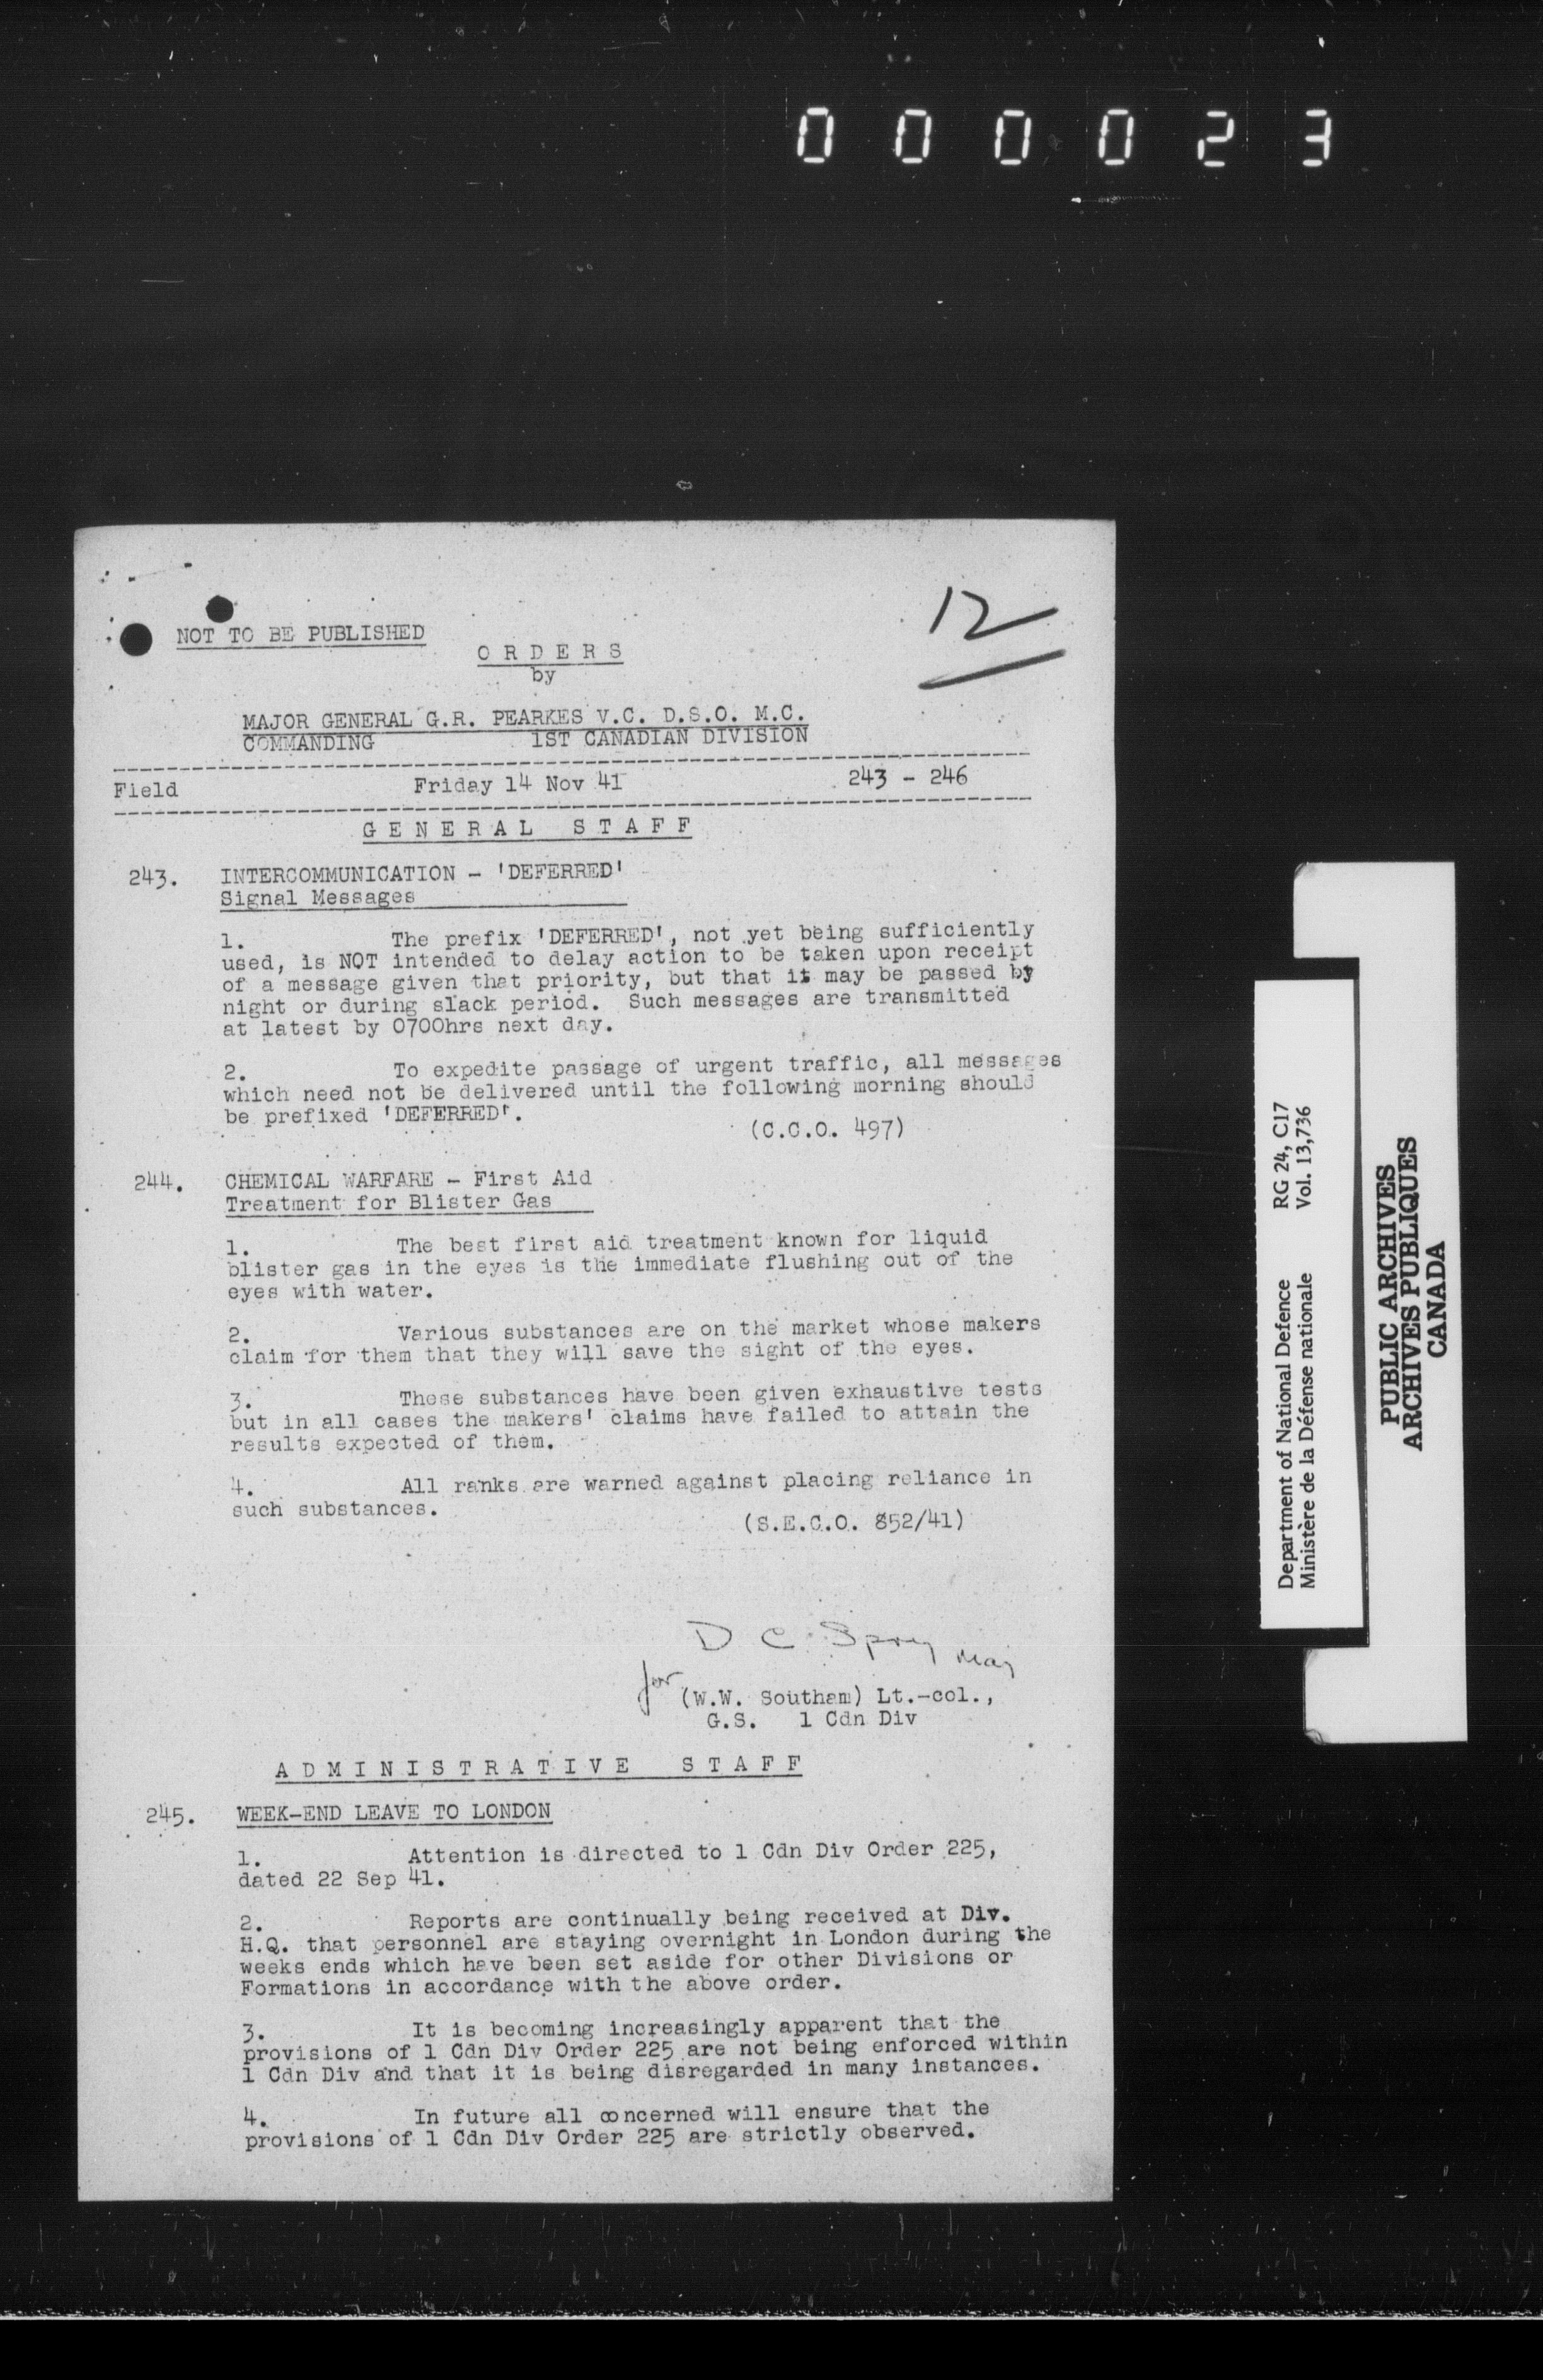 000023
12
NOT TO BE PUBLISHED
O R D E R S
by
MAJOR GENERAL G.R. PEARKES V.C. D.S.O. M.C.
COMMANDING 1ST CANADIAN DIVISION
Field Friday 14 Nov 41 243 - 246
G E N E R A L S T A F F
243. INTERCOMMUNICATION - 'DEFERRED'
Signal Messages
1. The prefix 'DEFERRED', not yet being sufficiently
used, is NOT intended to delay action to be taken upon receipt
of a message given that priority, but that it may be passed by
night or during slack period. Such messages are transmitted
at latest by 0700hrs next day.
2. To expedite passage of urgent traffic, all messages
which need not be delivered until the following morning should
be prefixed 'DEFERRED'.
(C.C.O. 497)
244. CHEMICAL WARFARE - First Aid
Treatment for Blister Gas
1. The best first aid treatment known for liquid
blister gas in the eyes is the immediate flushing out of the
eyes with water.
2. Various substances are on the market whose makers
claim for them that they will save the sight of the eyes.
3. These substances have been given exhaustive tests
but in all cases the makers' claims have failed to attain the
results expected of them.
4. All ranks are warned against placing reliance in
such substances.
(S.E.C.O. 852/41)
D C Spry Maj
for (W.W. Southam) Lt.-col.,
G.S. 1 Cdn Div
A D M I N I S T R A T I V E S T A F F
245. WEEK-END LEAVE TO LONDON
1. Attention is directed to 1 Cdn Div Order 225,
dated 22 Sep 41.
2. Reports are continually being received at Div.
H.Q. that personnel are staying overnight in London during the
weeks ends which have been set aside for other Divisions or
Formations in accordance with the above order.
3. It is becoming increasingly apparent that the
provisions of 1 Cdn Div Order 225 are not being enforced within
1 Cdn Div and that it is being disregarded in many instances.
4. In future all concerned will ensure that the
provisions of 1 Cdn Div Order 225 are strictly observed.
Department of National Defence RG 24, C17
Ministère de la Défense nationale Vol. 13,736
PUBLIC ARCHIVES
ARCHIVES PUBLIQUES
CANADA